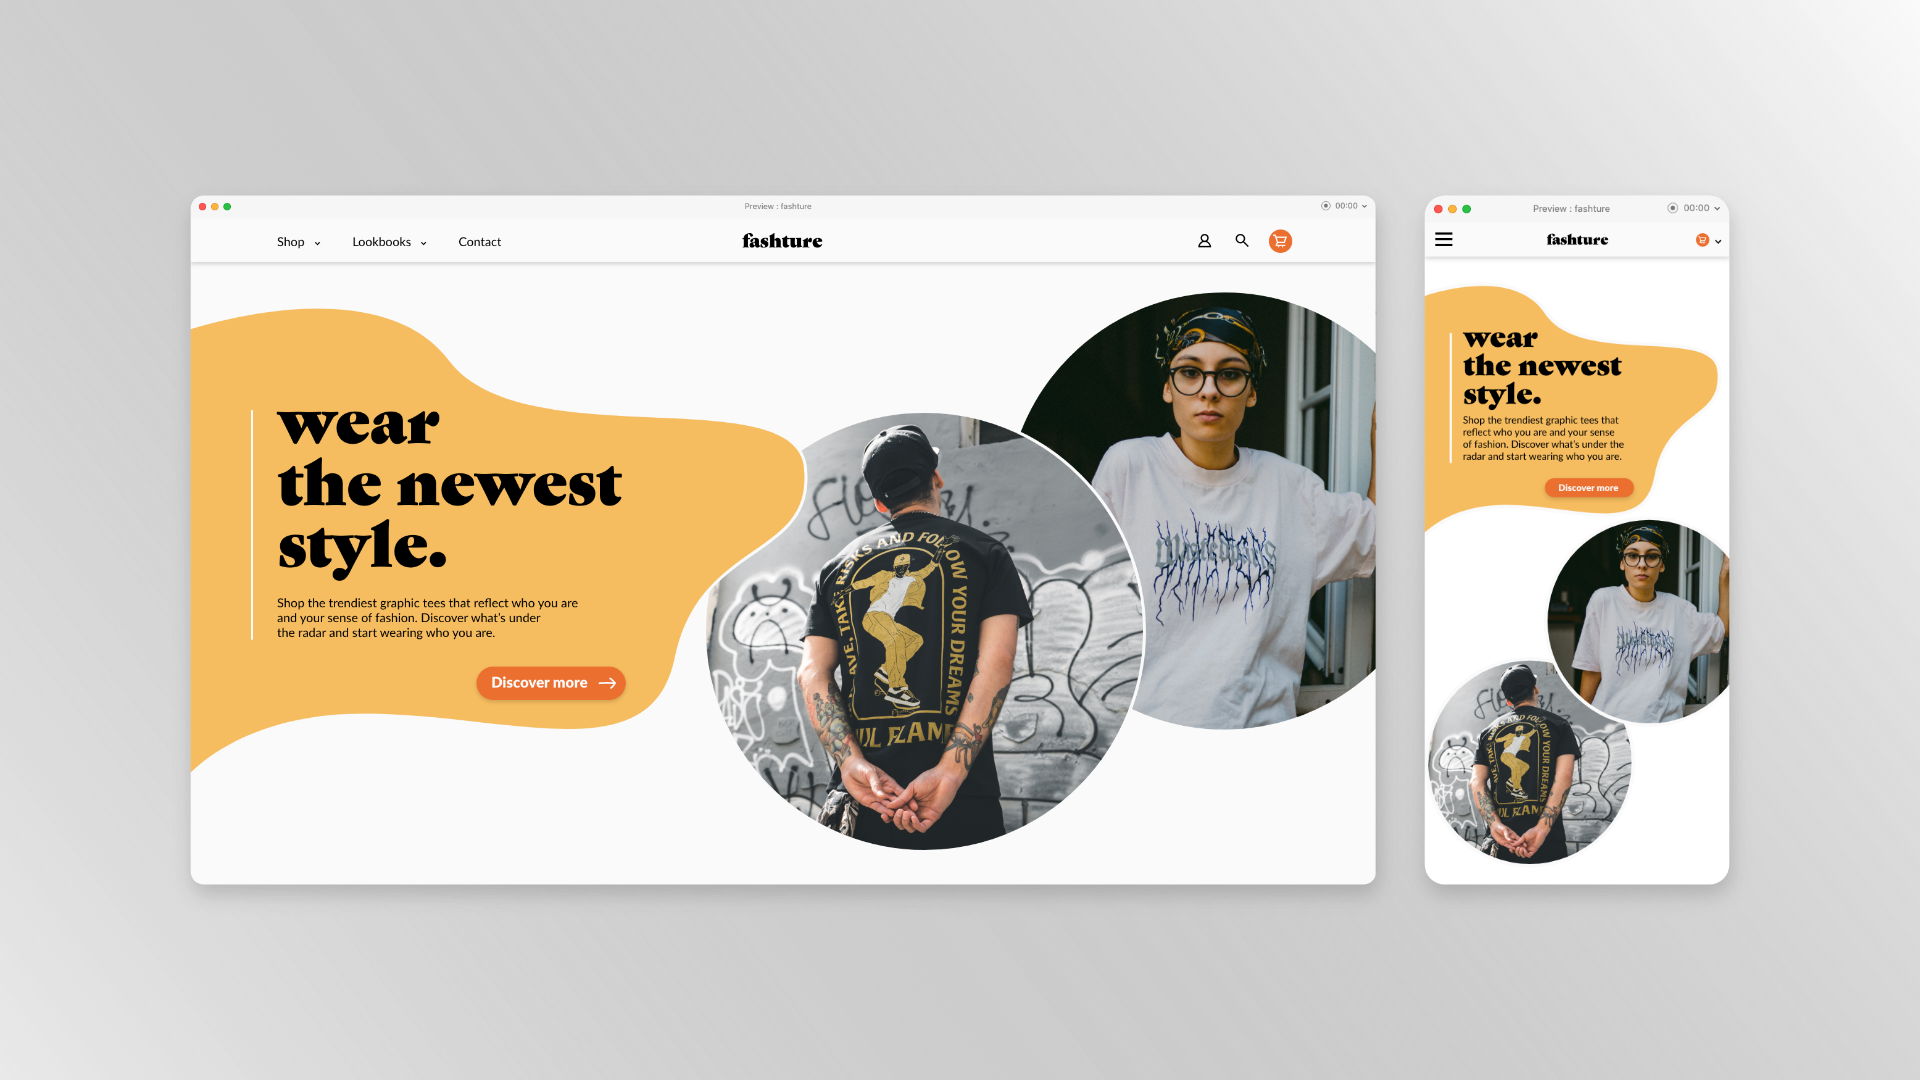 Preview : fashture
00:00
Shop
Lookbooks
Contact
fashture
wear
the newest
style.
Shop the trendiest graphic tees that reflect who you are
and your sense of fashion. Discover what's under
the radar and start wearing who you are.
Discover more
RISKS AND FOLLOW YOUR DREAMS
Preview : fashture
00:00
fashture
wear
the newest
style.
Shop the trendiest graphic tees that
reflect who you are and your sense
of fashion. Discover what's under the
radar and start wearing who you are.
Discover more
OW YOUR DREAMS